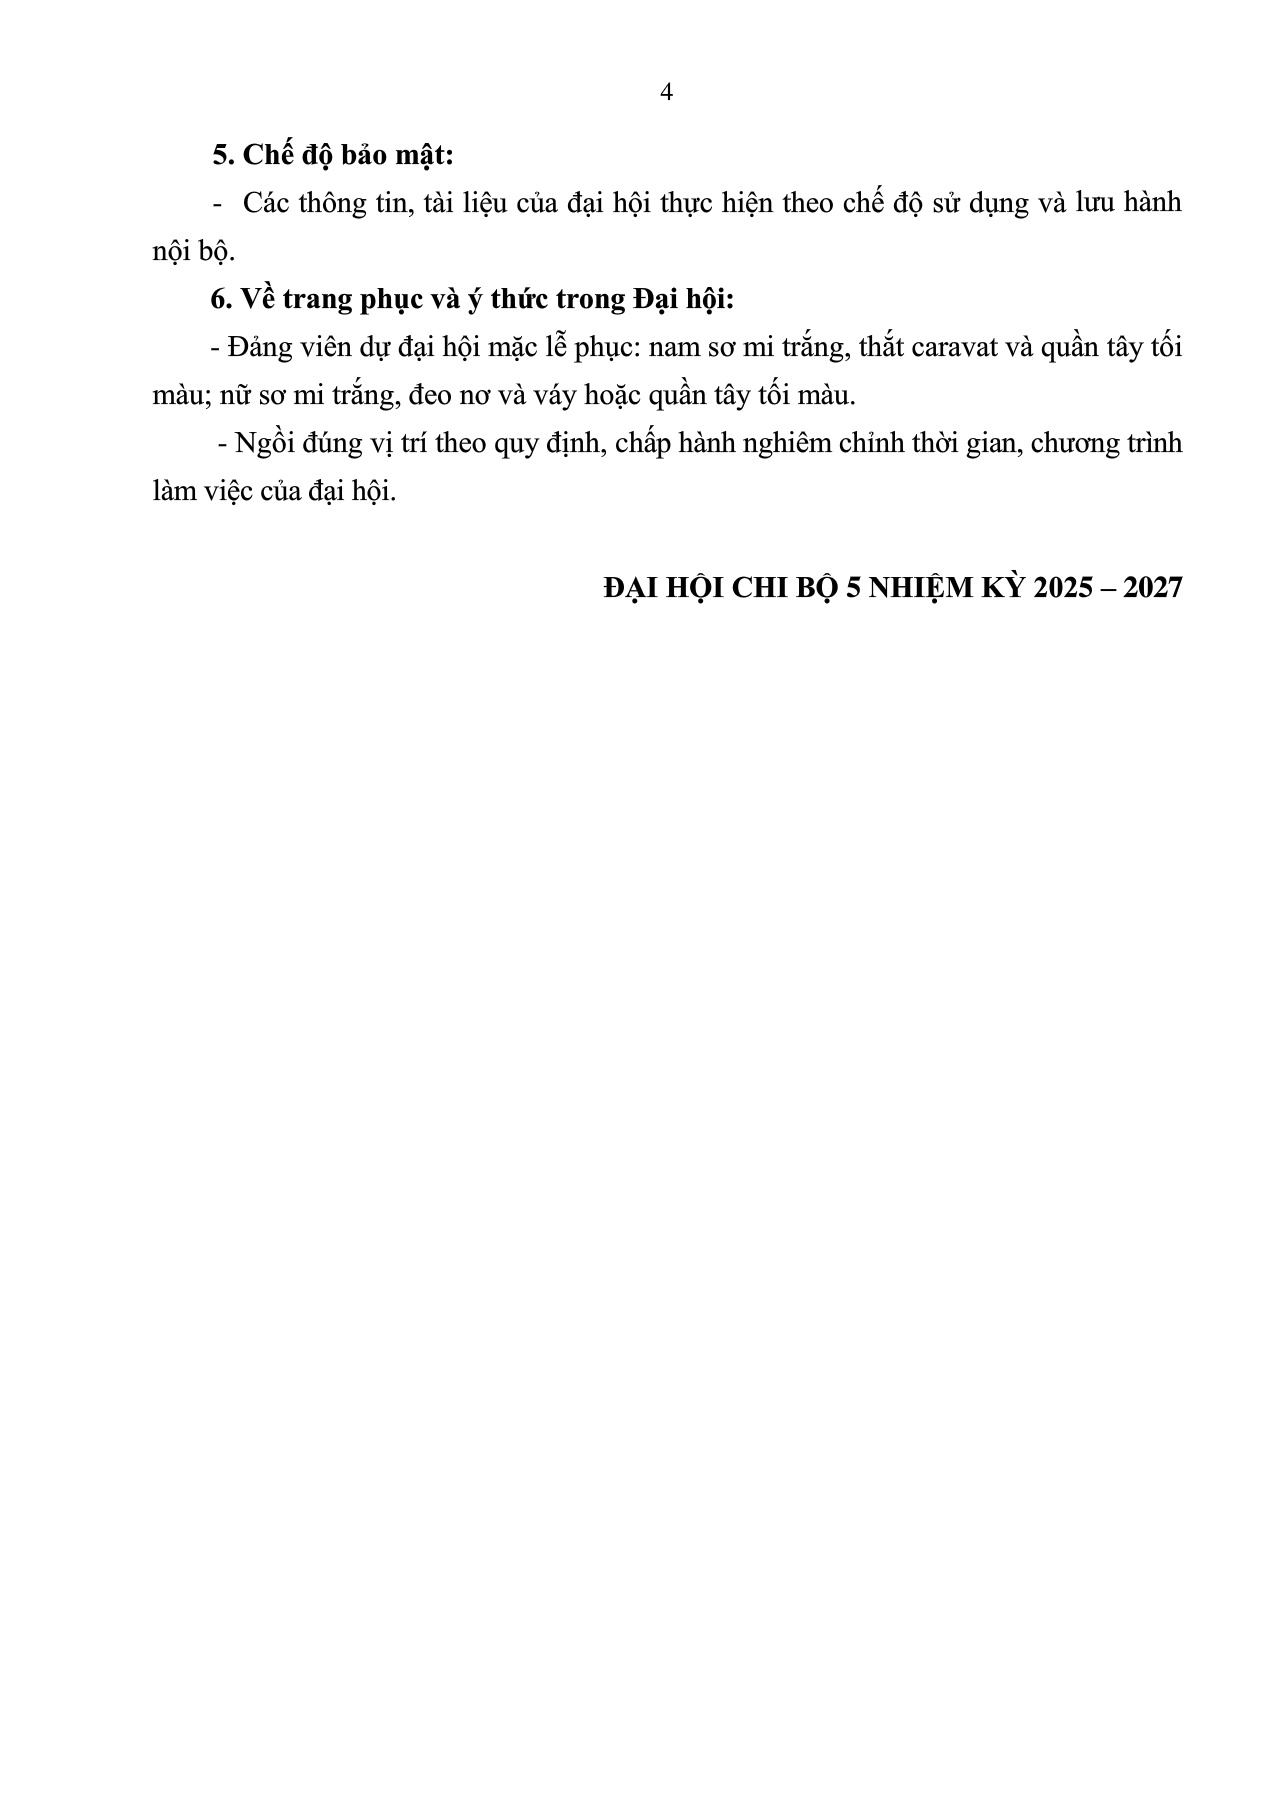 4
5. Chế độ bảo mật:
- Các thông tin, tài liệu của đại hội thực hiện theo chế độ sử dụng và lưu hành
nội bộ.
6. Về trang phục và ý thức trong Đại hội:
- Đảng viên dự đại hội mặc lễ phục: nam sơ mi trắng, thắt caravat và quần tây tối
màu; nữ sơ mi trắng, đeo nơ và váy hoặc quần tây tối màu.
- Ngồi đúng vị trí theo quy định, chấp hành nghiêm chỉnh thời gian, chương trình
làm việc của đại hội.
ĐẠI HỘI CHI BỘ 5 NHIỆM KỲ 2025 – 2027